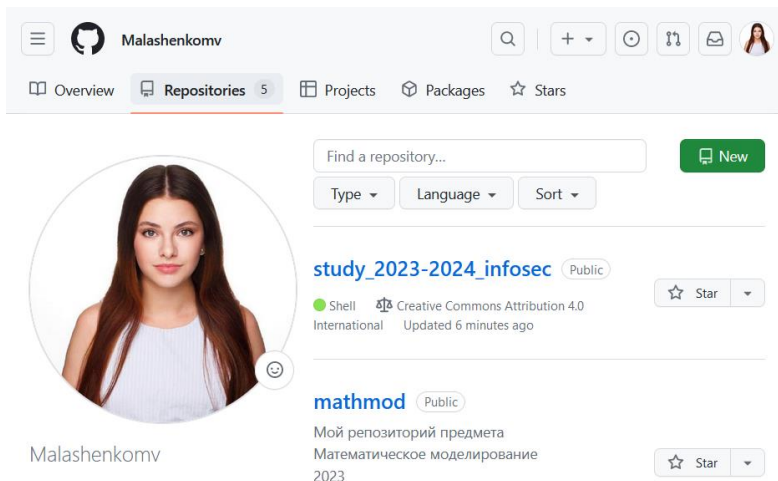 Malashenkomv
Overview Repositories 5 Projects Packages Stars
Find a repository...
New
Type Language Sort
study_2023-2024_infosec Public
Star
Shell Creative Commons Attribution 4.0
International Updated 6 minutes ago
mathmod Public
Мой репозиторий предмета
Математическое моделирование
2023
Star
Malashenkomv